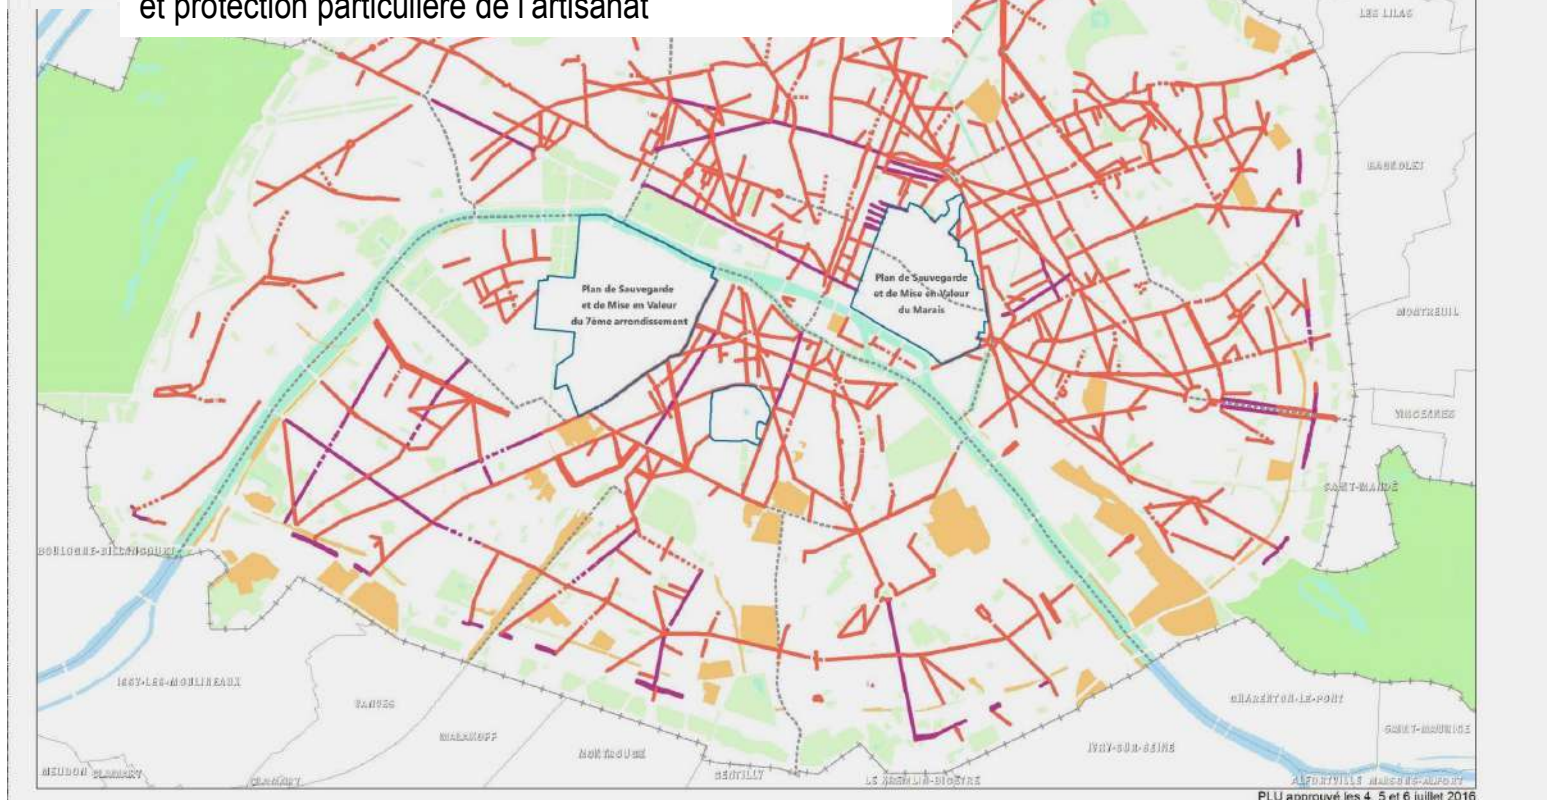 et protection particulière de l'artisanat
LES LILAS
BAGNOLET
Plan de Sauvegarde
et de Mise en Valeur
du 7ème arrondissement
Plan de Sauvegarde
et de Mise en Valeur
du Marais
MONTREUIL
VINCENNES
SAINT-MANDÉ
BOULOGNE-BILLANCOURT
ISSY-LES-MOULINEAUX
VANVES
MALAKOFF
MONTROUGE
GENTILLY
LE KREMLIN-BICETRE
IVRY-SUR-SEINE
CHARENTON-LE-PONT
SAINT-MAURICE
MEUDON CLAMART
CLAMART
ALFORTVILLE MAISONS-ALFORT
PLU approuvé les 4, 5 et 6 juillet 2016